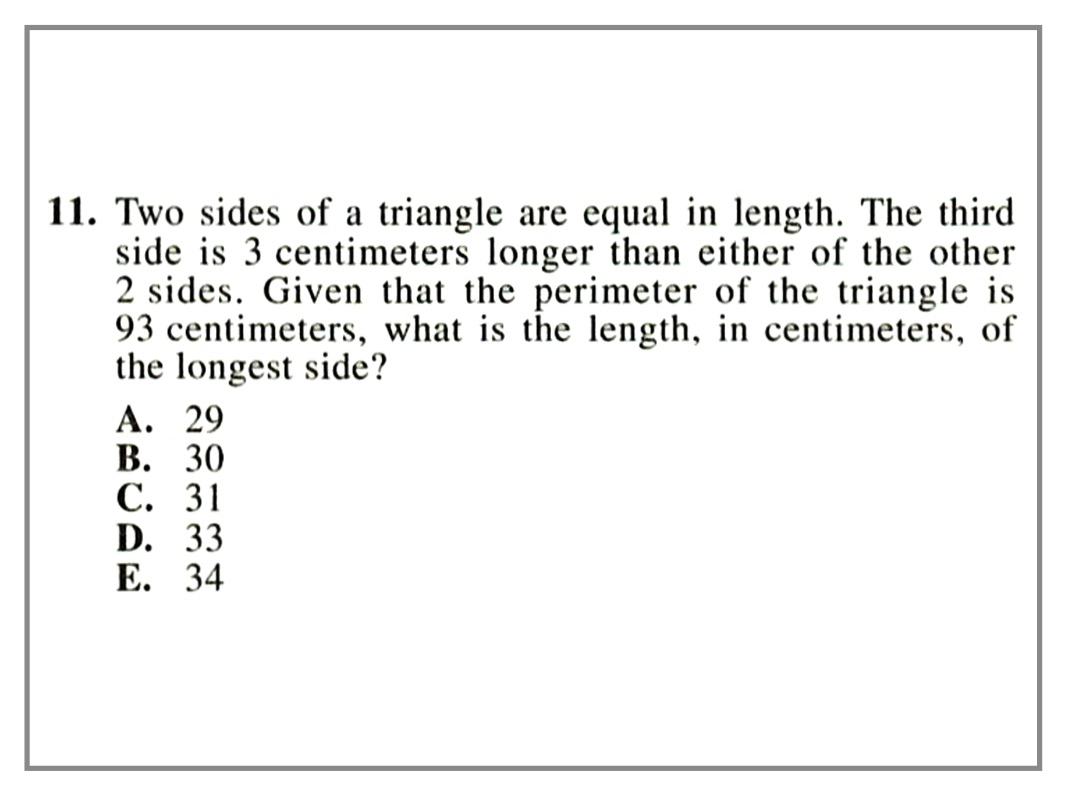 11. Two sides of a triangle are equal in length. The third
side is 3 centimeters longer than either of the other
2 sides. Given that the perimeter of the triangle is
93 centimeters, what is the length, in centimeters, of
the longest side?
A. 29
B. 30
C. 31
D. 33
E. 34